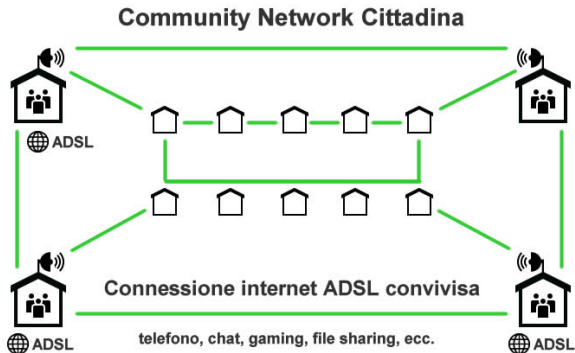 Community Network Cittadina
ADSL
Connessione internet ADSL convivisa
ADSL
telefono, chat, gaming, file sharing, ecc.
ADSL